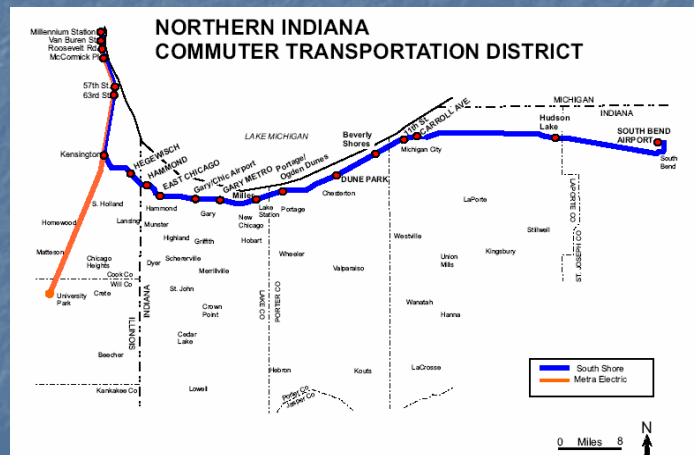 NORTHERN INDIANA
COMMUTER TRANSPORTATION DISTRICT
Millennium Station
Van Buren St
Roosevelt Rd
McCormick Pl
57th St.
63rd St
Kensington
HEGEWISCH
HAMMOND
EAST CHICAGO
Gary/Chic Airport
GARY METRO
Miller
Portage/
Ogden Dunes
DUNE PARK
Beverly
Shores
11th St.
CARROLL AVE.
Hudson
Lake
SOUTH BEND
AIRPORT
South
Bend
LAKE MICHIGAN
MICHIGAN
INDIANA
Michigan City
S. Holland
Homewood
Lansing
Hammond
Munster
Gary
Lake
Station
Portage
Chesterton
LaPorte
LAPORTE CO
ST. JOSEPH CO
Stillwell
Matteson
Chicago
Heights
Highland
Griffith
New
Chicago
Hobart
Wheeler
Westville
Union
Mills
Kingsbury
Cook Co
Will Co
Dyer
Schererville
Merrillville
Valparaiso
University
Park
Crete
St. John
Crown
Point
LAKE CO
PORTER CO
Wanatah
Hanna
ILLINOIS
INDIANA
Cedar
Lake
Beecher
Hebron
Kouts
LaCrosse
Kankakee Co
Lowell
Porter Co
Jasper Co
South Shore
Metra Electric
0 Miles 8
N